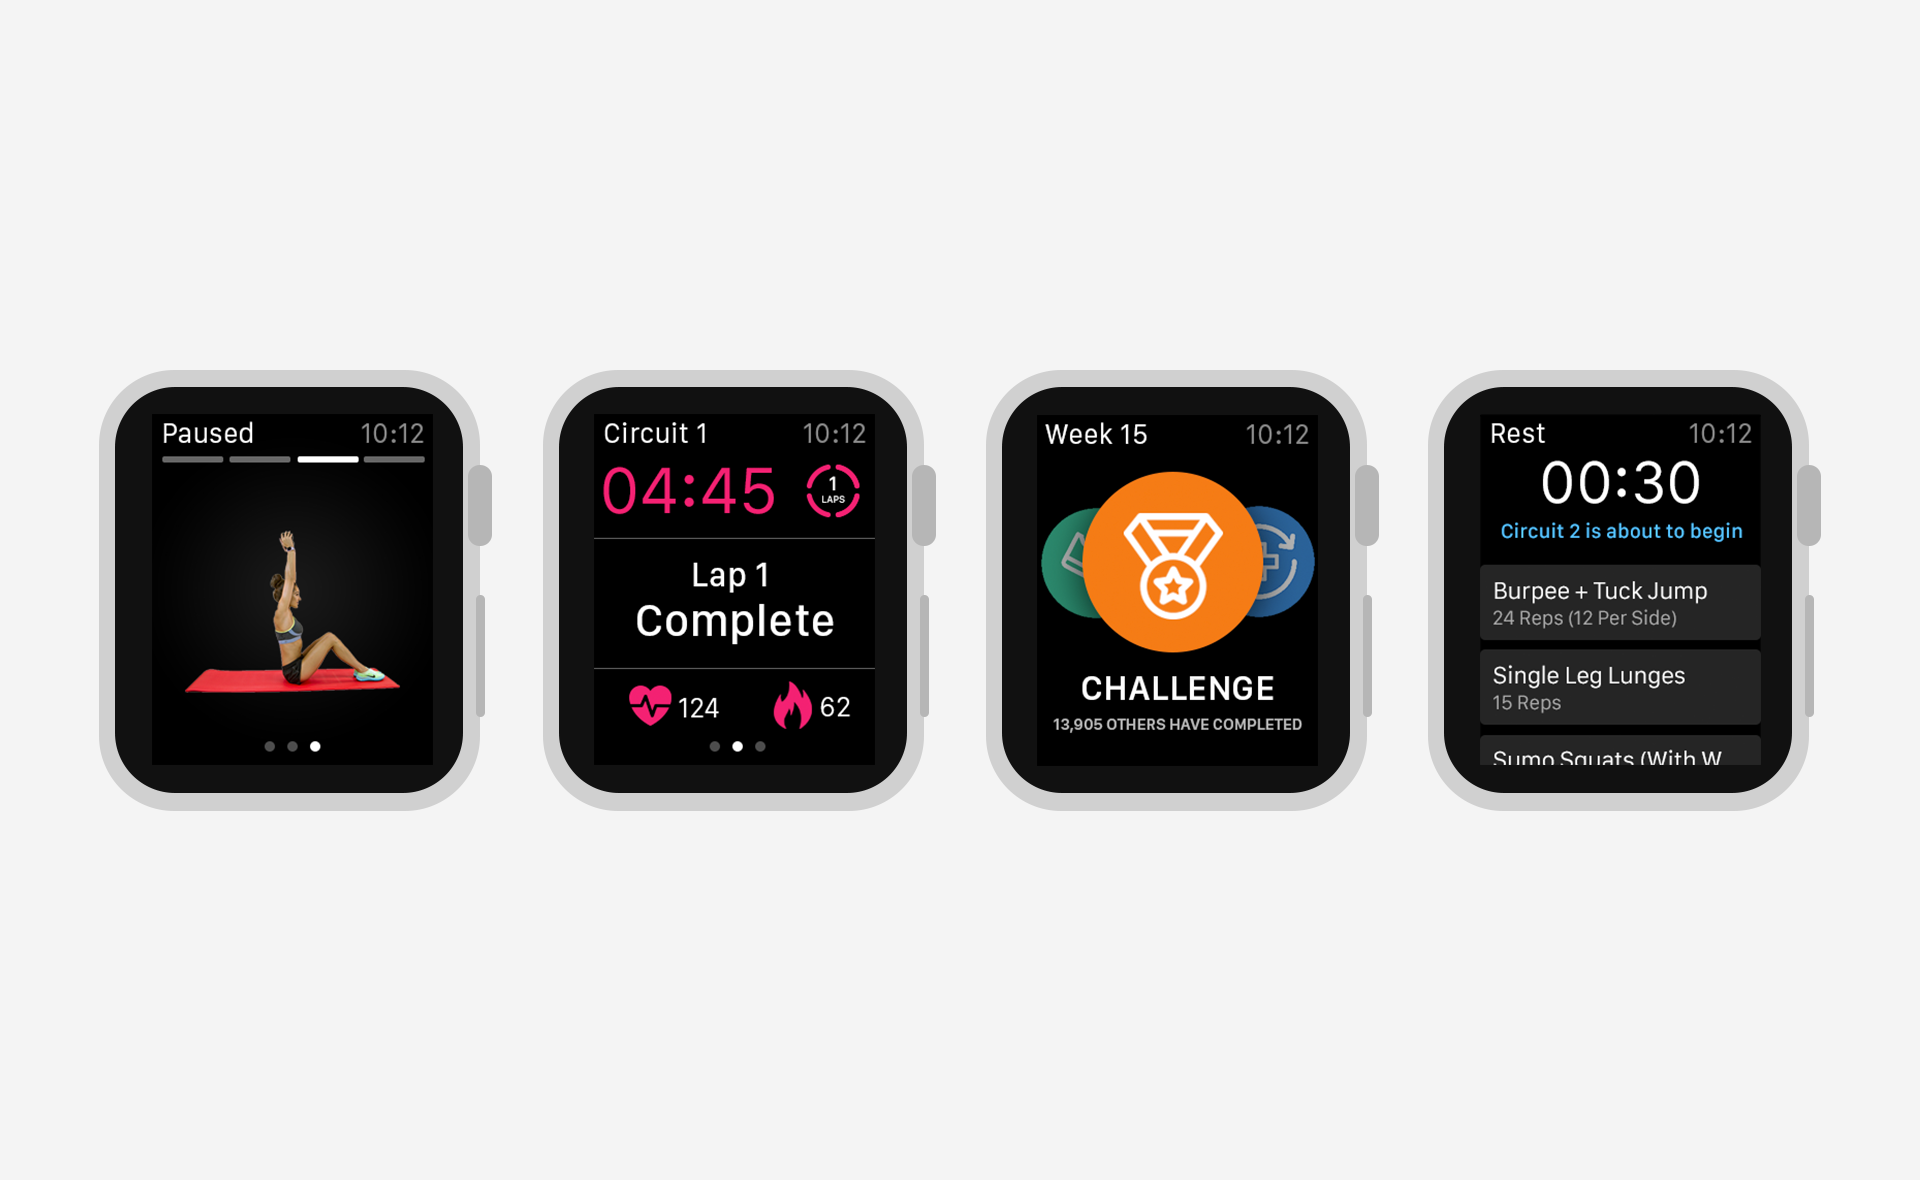 Paused 10:12
Circuit 1 10:12
04:45
1
LAPS
Lap 1
Complete
124 62
Week 15 10:12
CHALLENGE
13,905 OTHERS HAVE COMPLETED
Rest 10:12
00:30
Circuit 2 is about to begin
Burpee + Tuck Jump
24 Reps (12 Per Side)
Single Leg Lunges
15 Reps
Sumo Squats (With W